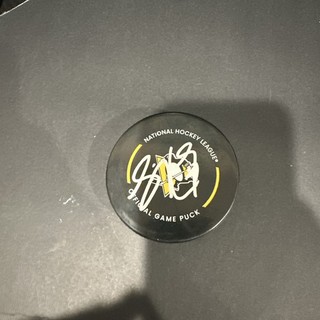 NATIONAL HOCKEY LEAGUE®
OFFICIAL GAME PUCK